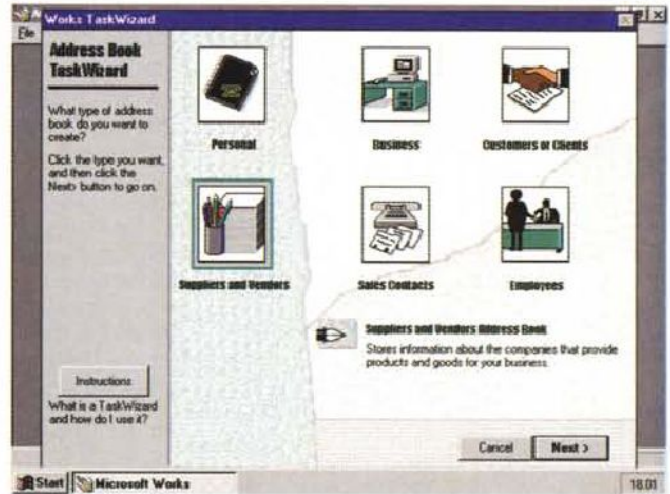 Works TaskWizard
File
Address Book
TaskWizard
What type of address
book do you want to
create?
Click the type you want,
and then click the
Next> button to go on.
Personal
Business
Customers or Clients
Suppliers and Vendors
Sales Contacts
Employees
Suppliers and Vendors Address Book
Stores information about the companies that provide
products and goods for your business.
Instructions
What is a TaskWizard
and how do I use it?
Cancel
Next >
Start
Microsoft Works
18.01